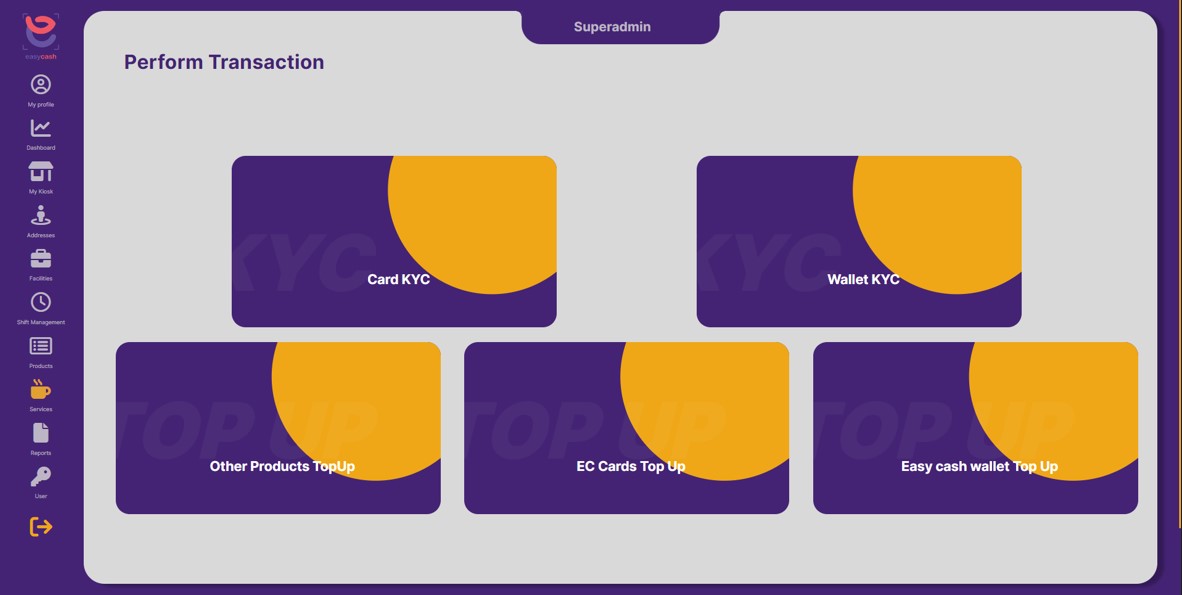 Superadmin
easycash
Perform Transaction
My profile
Dashboard
My Kiosk
Addresses
Facilities
Shift Management
Products
Services
Reports
User
KYC
Card KYC
KYC
Wallet KYC
TOP UP
Other Products TopUp
TOP UP
EC Cards Top Up
TOP UP
Easy cash wallet Top Up